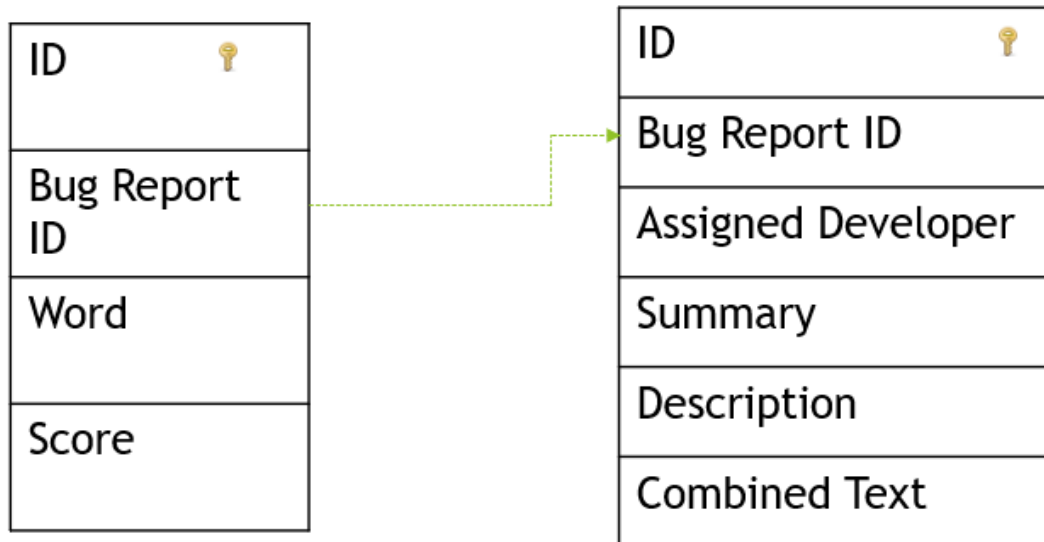 ID
Bug Report
ID
Word
Score
ID
Bug Report ID
Assigned Developer
Summary
Description
Combined Text